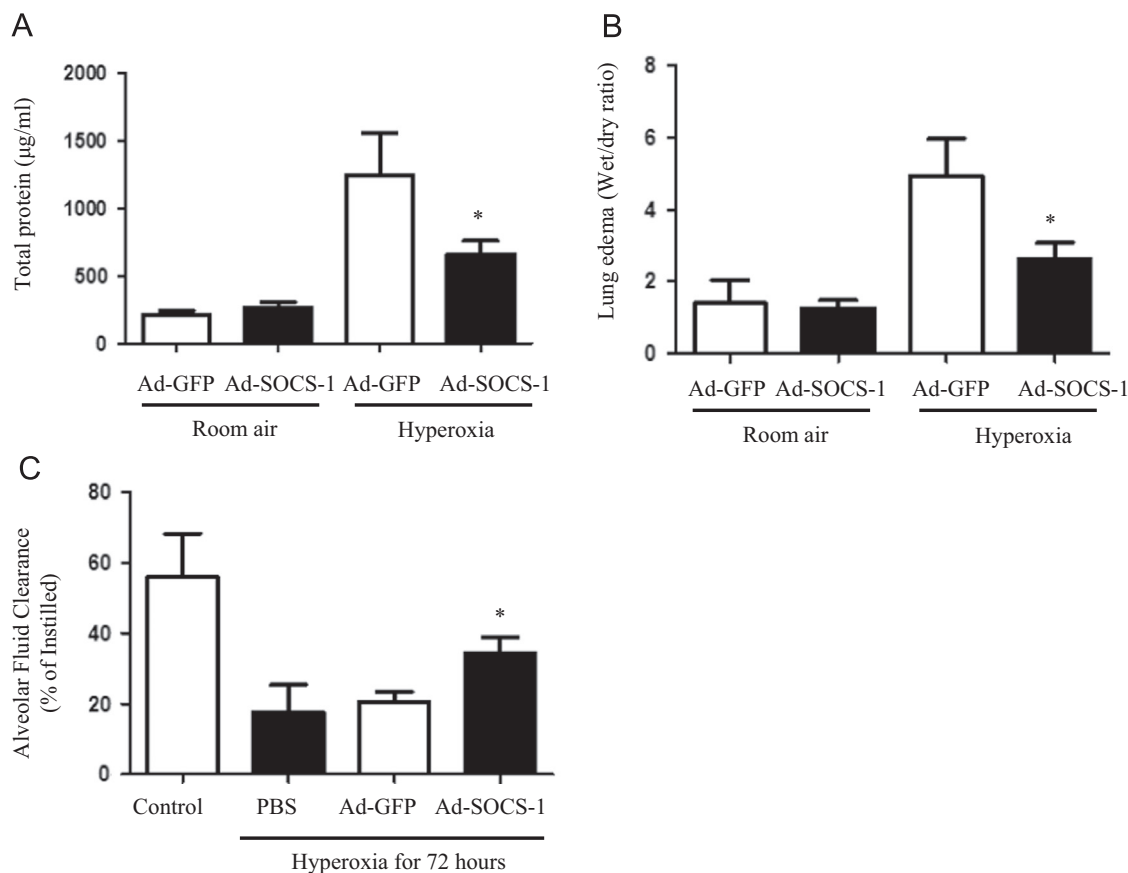 A
Total protein (µg/ml)
2000
1500
1000
500
0
*
Ad-GFP Ad-SOCS-1 Ad-GFP Ad-SOCS-1
Room air Hyperoxia
B
Lung edema (Wet/dry ratio)
8
6
4
2
0
*
Ad-GFP Ad-SOCS-1 Ad-GFP Ad-SOCS-1
Room air Hyperoxia
C
Alveolar Fluid Clearance
(% of Instilled)
80
60
40
20
0
*
Control PBS Ad-GFP Ad-SOCS-1
Hyperoxia for 72 hours